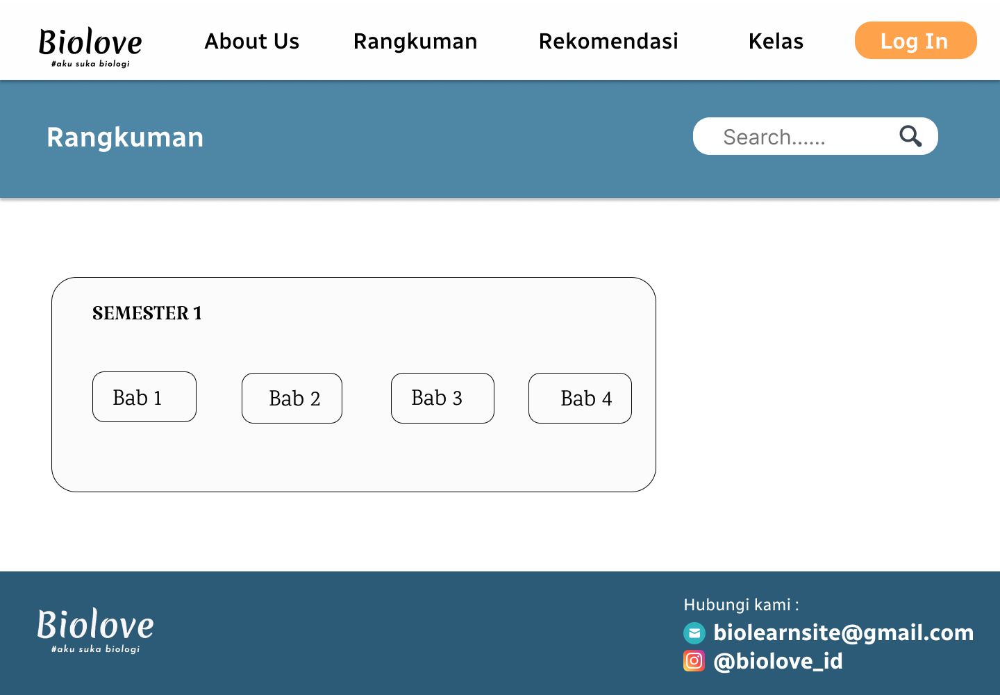 Biolove
#aku suka biologi
About Us
Rangkuman
Rekomendasi
Kelas
Log In
Rangkuman
Search......
SEMESTER 1
Bab 1
Bab 2
Bab 3
Bab 4
Biolove
#aku suka biologi
Hubungi kami :
biolearnsite@gmail.com
@biolove_id